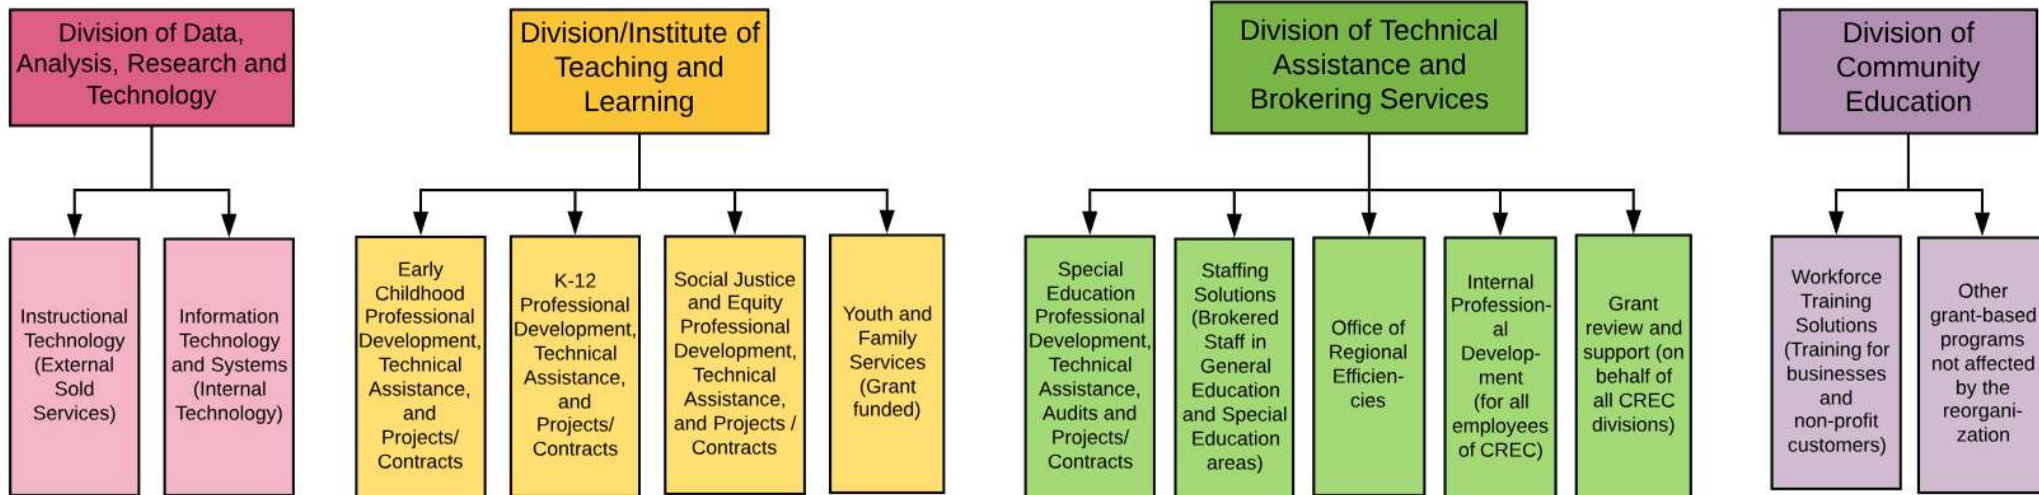 Division of Data,
Analysis, Research and
Technology
Division/Institute of
Teaching and
Learning
Division of Technical
Assistance and
Brokering Services
Division of
Community
Education
Instructional
Technology
(External
Sold
Services)
Information
Technology
and Systems
(Internal
Technology)
Early
Childhood
Professional
Development,
Technical
Assistance,
and
Projects/
Contracts
K-12
Professional
Development,
Technical
Assistance,
and
Projects/
Contracts
Social Justice
and Equity
Professional
Development,
Technical
Assistance,
and Projects /
Contracts
Youth and
Family
Services
(Grant
funded)
Special
Education
Professional
Development,
Technical
Assistance,
Audits and
Projects/
Contracts
Staffing
Solutions
(Brokered
Staff in
General
Education
and Special
Education
areas)
Office of
Regional
Efficien-
cies
Internal
Profession-
al
Develop-
ment
(for all
employees
of CREC)
Grant
review and
support (on
behalf of
all CREC
divisions)
Workforce
Training
Solutions
(Training for
businesses
and
non-profit
customers)
Other
grant-based
programs
not affected
by the
reorgani-
zation